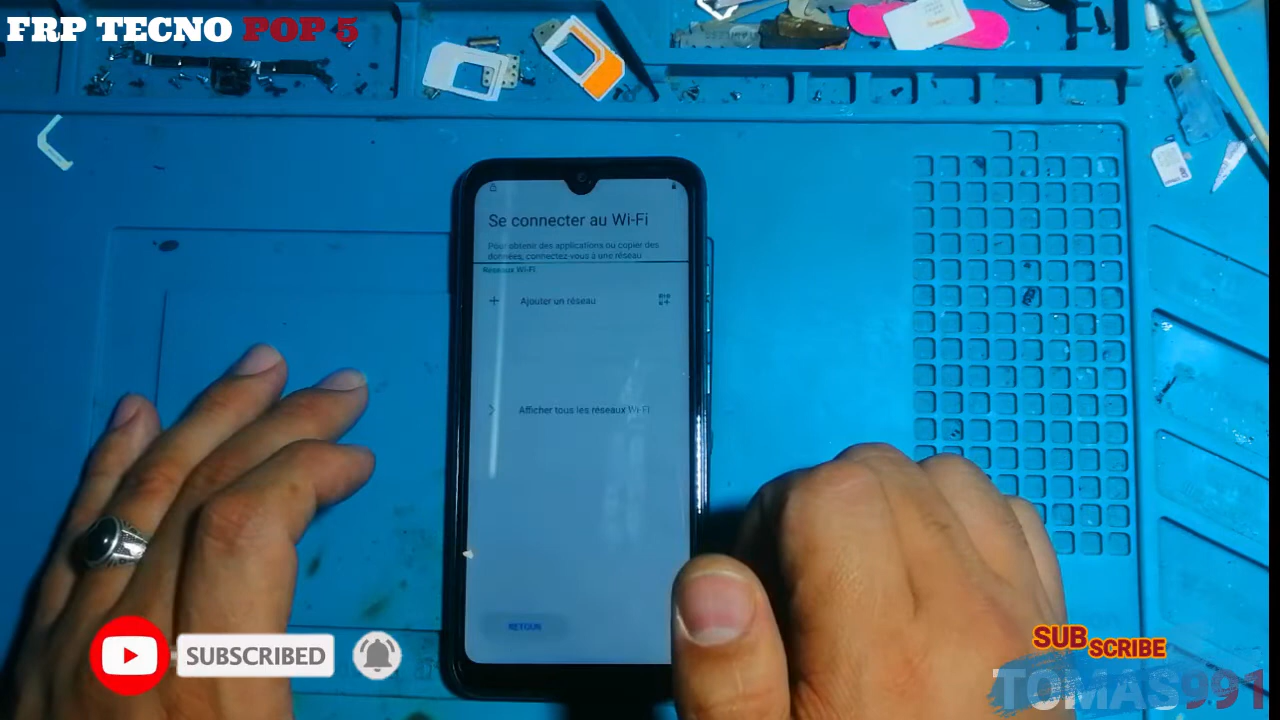 FRP TECNO POP 5
Se connecter au Wi-Fi
Pour obtenir des applications ou copier des
données, connectez-vous à une réseau
Réseaux Wi-Fi
Ajouter un réseau
Afficher tous les réseaux Wi-Fi
RETOUR
SUBSCRIBED
SUBSCRIBE
TOMAS991